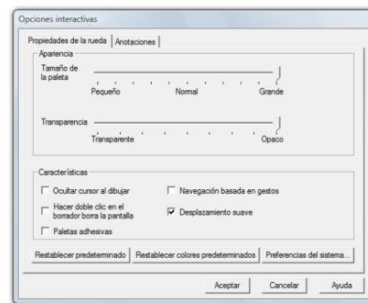 Opciones interactivas
Propiedades de la rueda Anotaciones
Apariencia
Tamaño de
la paleta
Pequeño Normal Grande
Transparencia
Transparente Opaco
Características
Ocultar cursor al dibujar Navegación basada en gestos
Hacer doble clic en el
borrador borra la pantalla Desplazamiento suave
Paletas adhesivas
Restablecer predeterminado Restablecer colores predeterminados Preferencias del sistema...
Aceptar Cancelar Ayuda